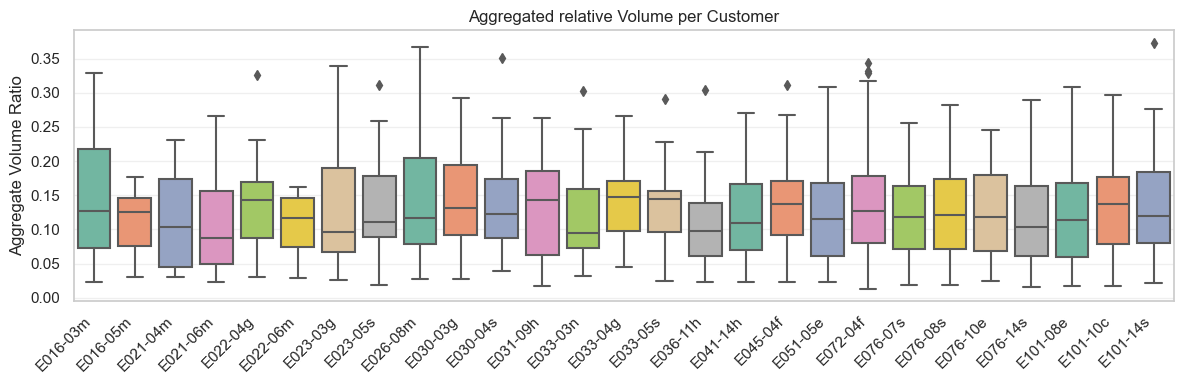 Aggregated relative Volume per Customer
Aggregate Volume Ratio
0.35
0.30
0.25
0.20
0.15
0.10
0.05
0.00
E016-03m
E016-05m
E021-04m
E021-06m
E022-04g
E022-06m
E023-03g
E023-05s
E026-08m
E030-03g
E030-04s
E031-09h
E033-03n
E033-04g
E033-05s
E036-11h
E041-14h
E045-04f
E051-05e
E072-04f
E076-07s
E076-08s
E076-10e
E076-14s
E101-08e
E101-10c
E101-14s